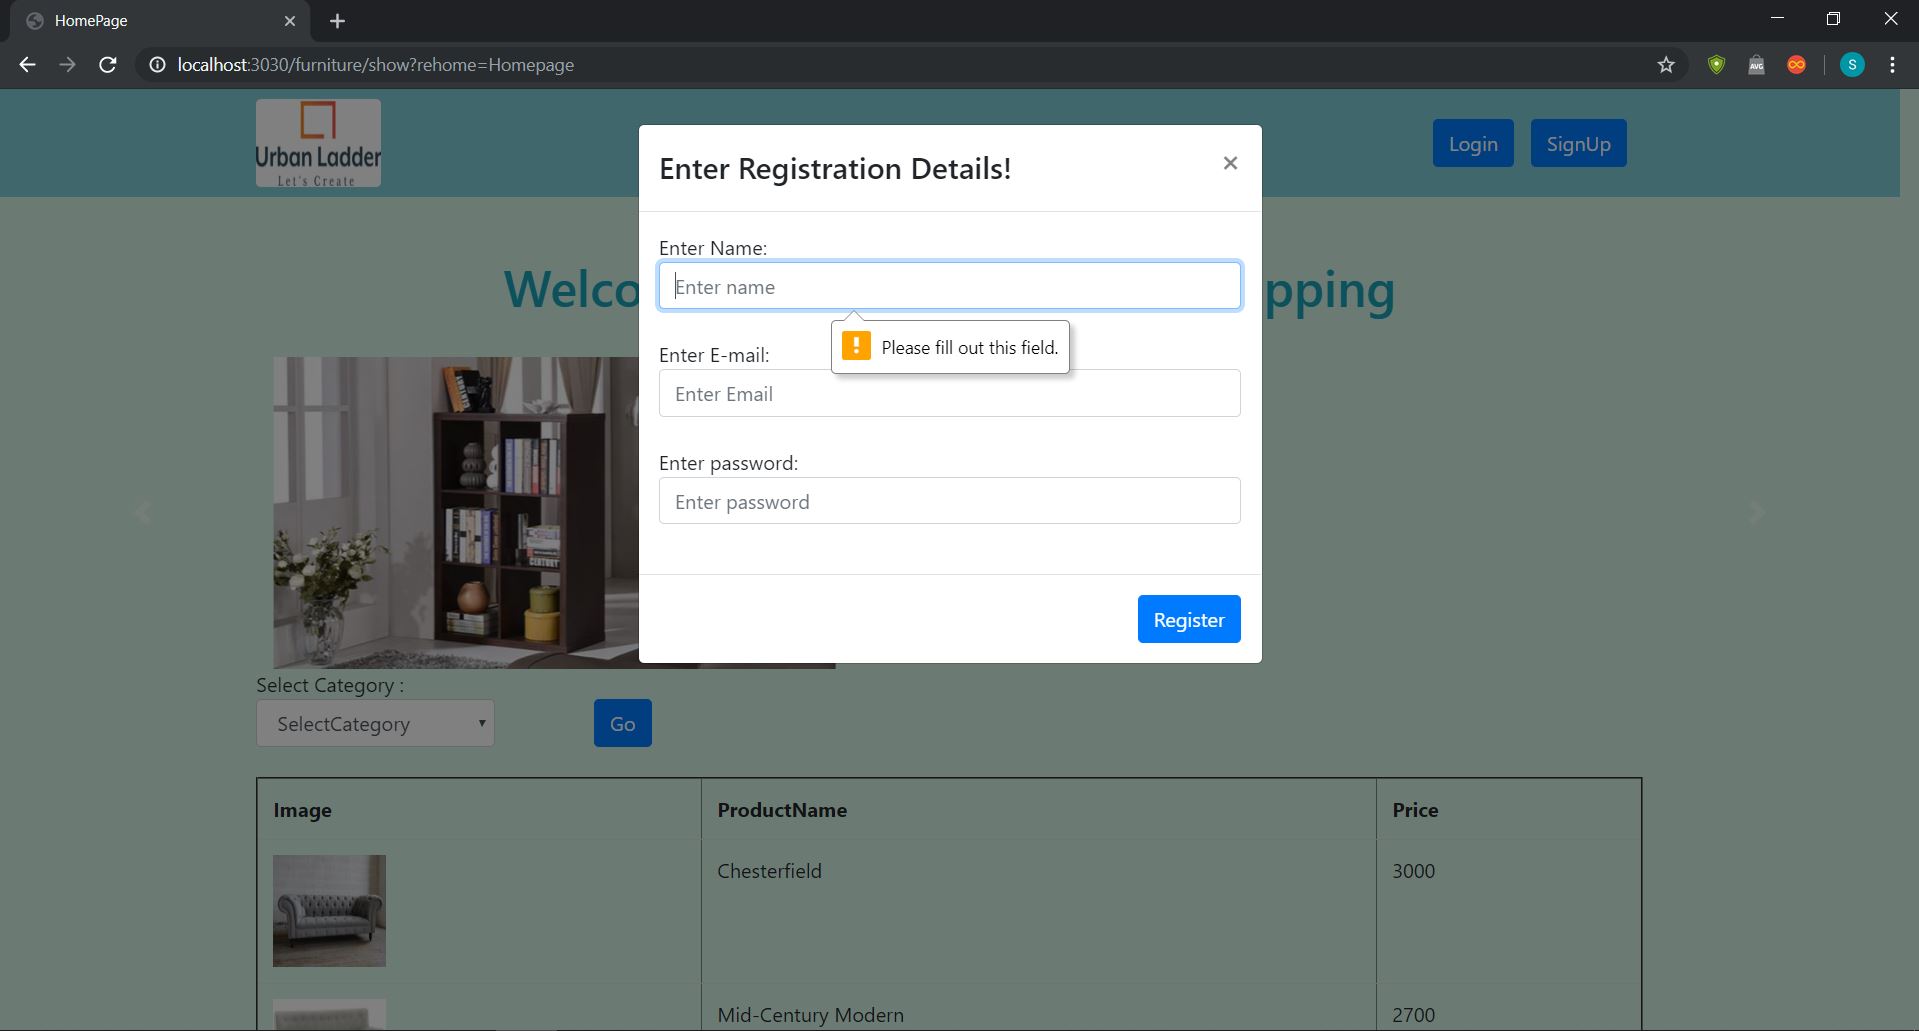 HomePage
localhost:3030/furniture/show?rehome=Homepage
AVG
S
Urban Ladder
Let's Create
Login
SignUp
Enter Registration Details!
×
Enter Name:
Enter name
Welco
pping
! Please fill out this field.
Enter E-mail:
Enter Email
Enter password:
Enter password
CENTURY
Register
Select Category :
SelectCategory
Go
Image ProductName Price
Chesterfield 3000
Mid-Century Modern 2700